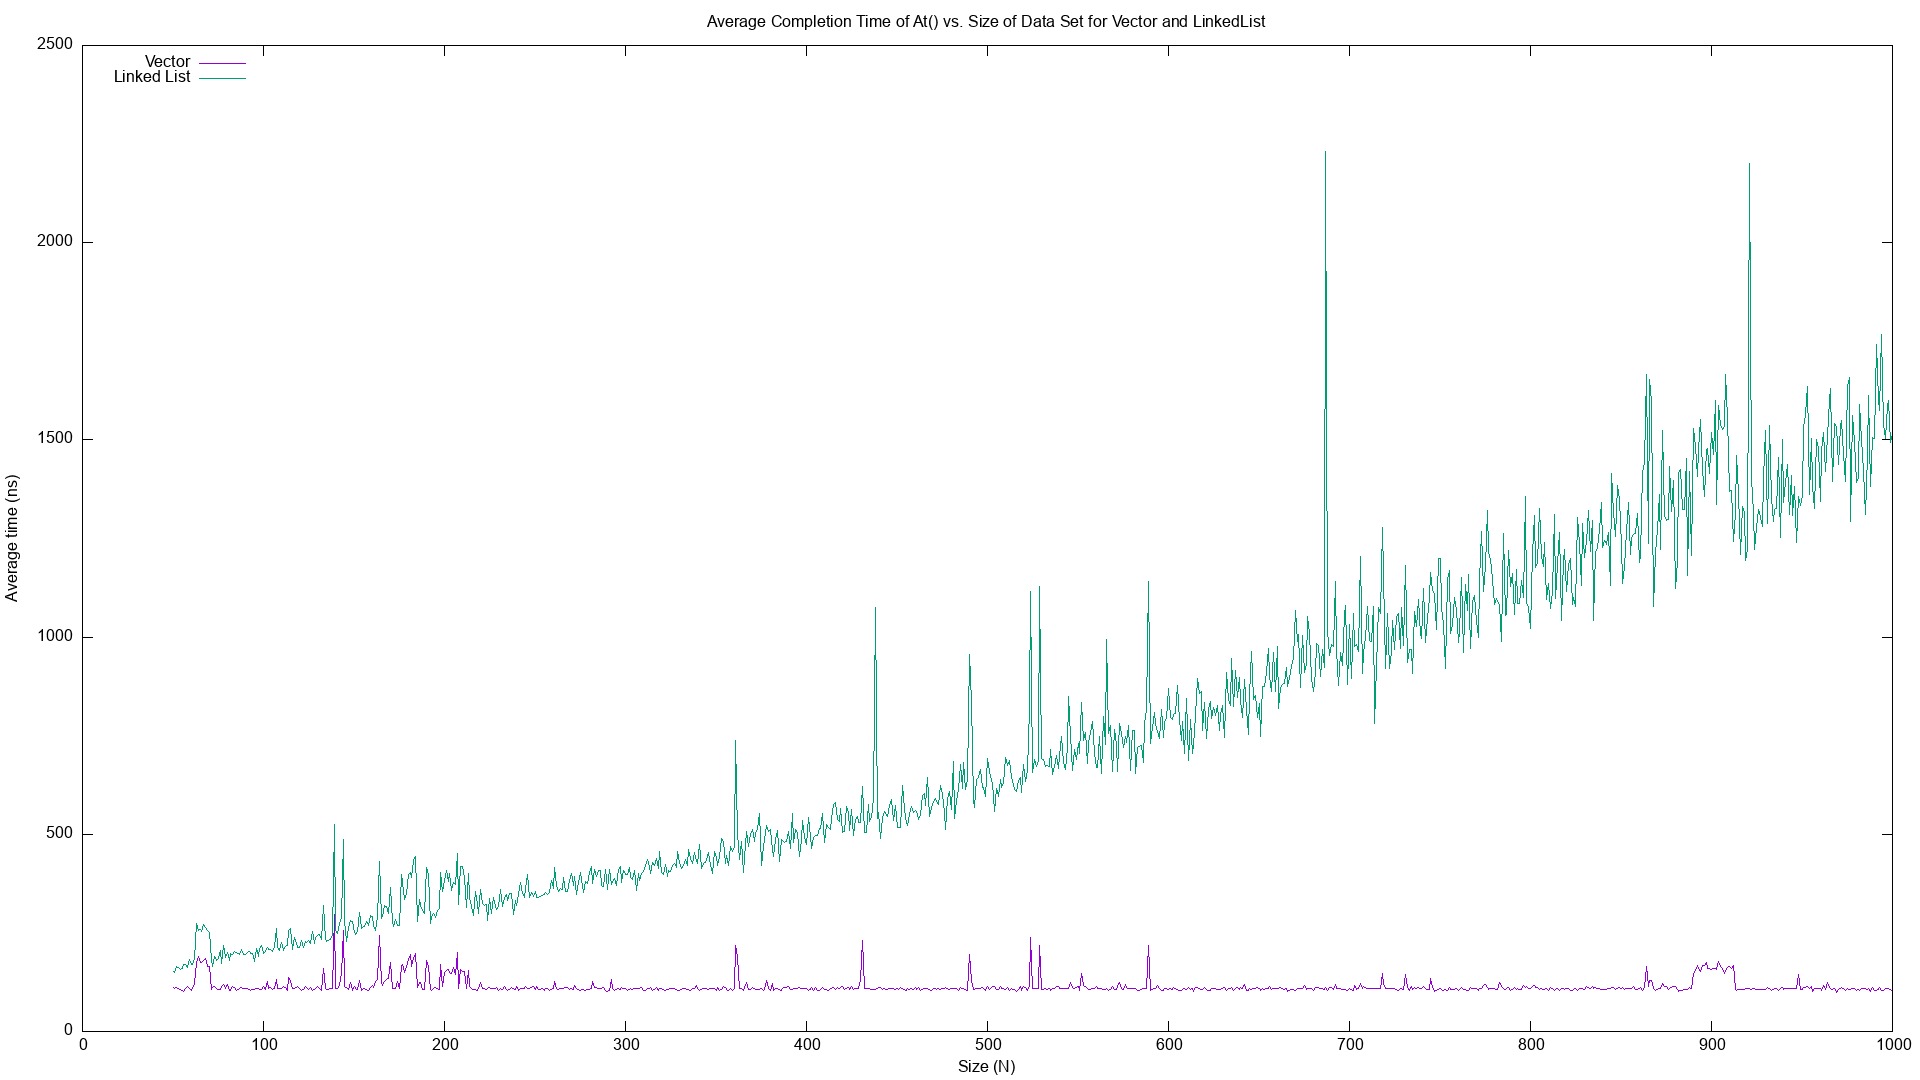 Average Completion Time of At() vs. Size of Data Set for Vector and LinkedList
2500
Vector
Linked List
2000
1500
1000
500
0
Average time (ns)
0 100 200 300 400 500 600 700 800 900 1000
Size (N)